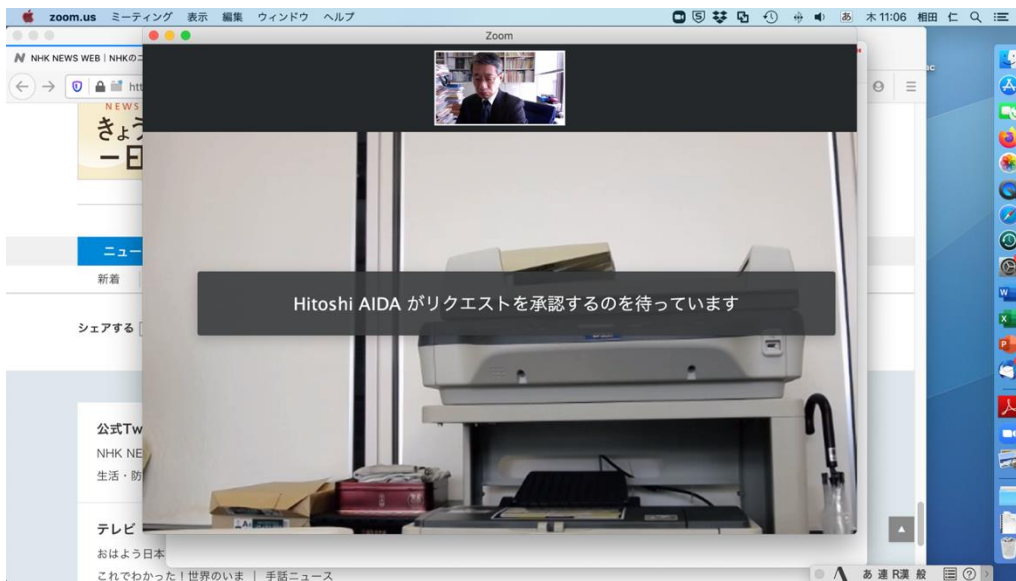 zoom.us ミーティング 表示 編集 ウィンドウ ヘルプ
木11:06 相田 仁
Zoom
NHK NEWS WEB | NHKの
NEWS
きょう
一日
ニュー
新着
Hitoshi AIDA がリクエストを承認するのを待っています
シェアする
公式Tw
NHK NE
生活・防
テレビ
おはよう日本
これでわかった！世界のいま | 手話ニュース
あ 連 R漢 般